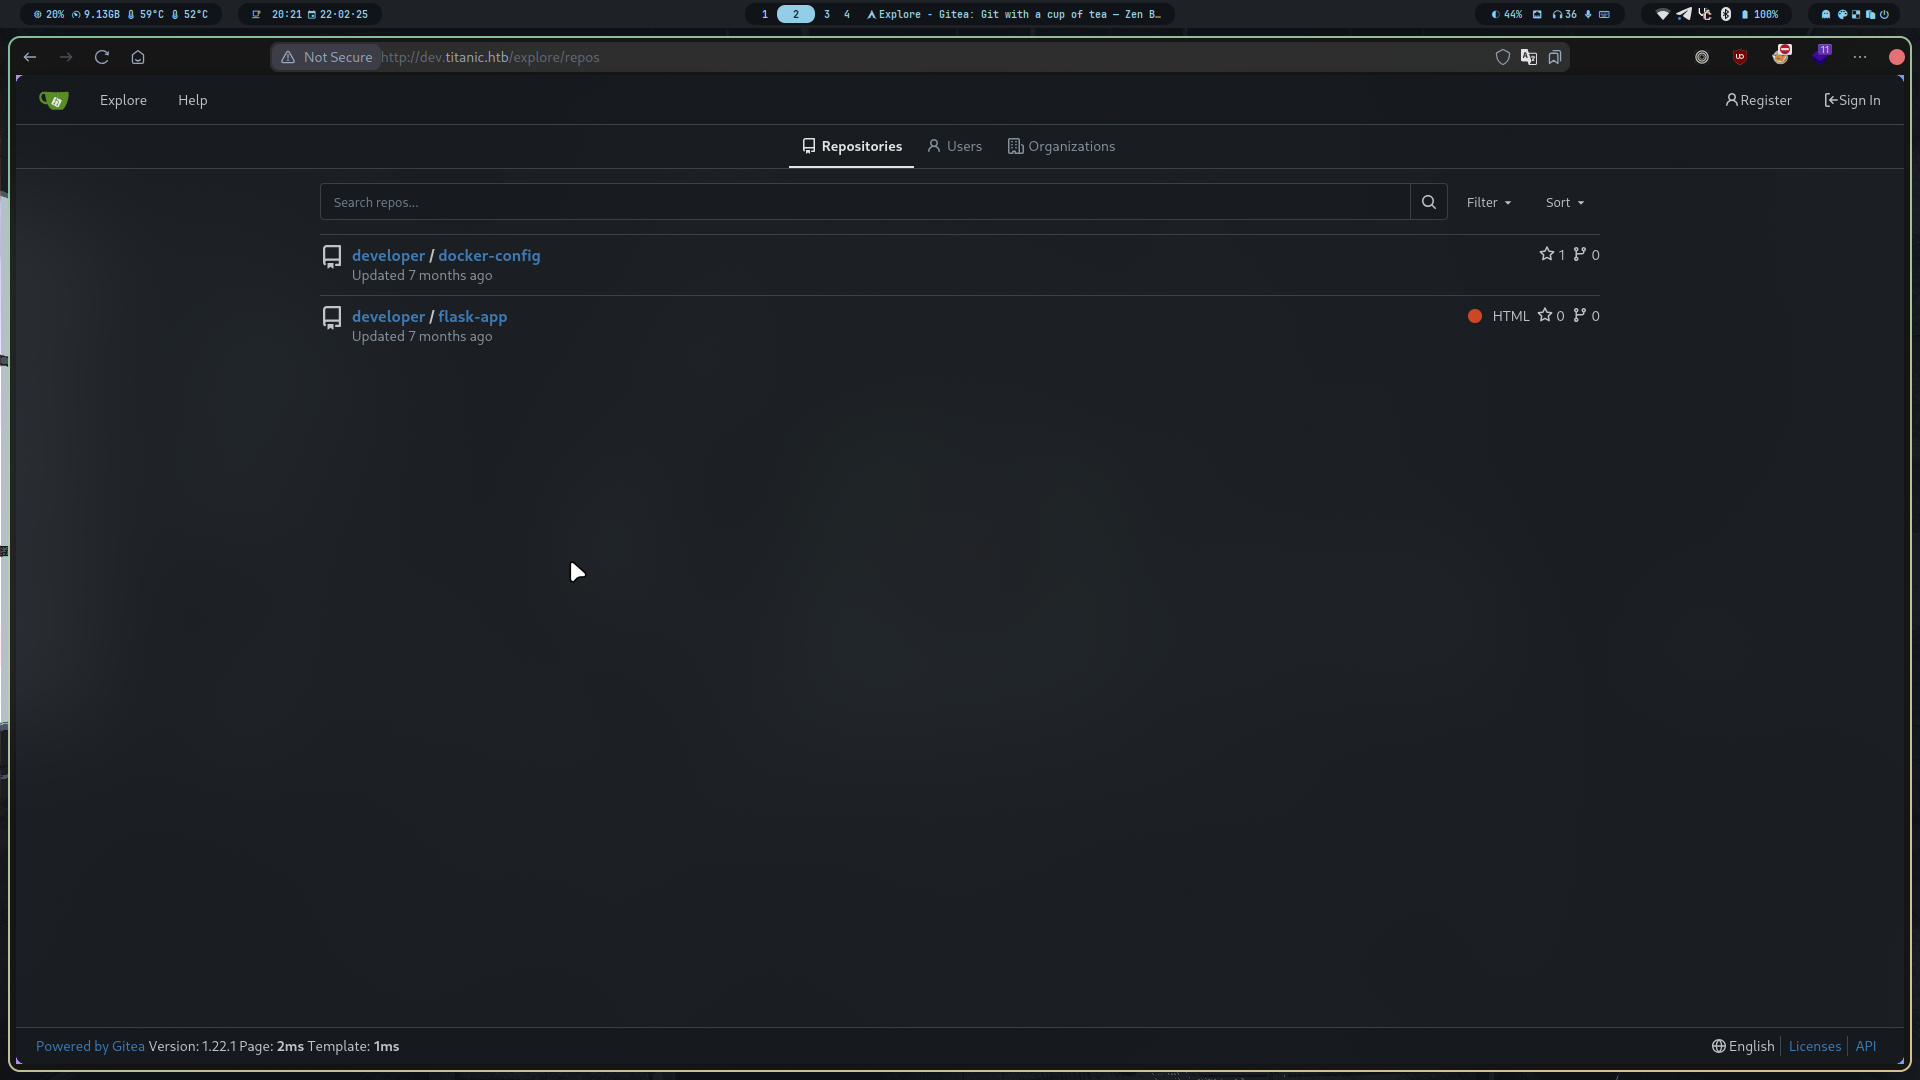 20% 9.13GB 59°C 52°C 20:21 22·02·25 1 2 3 4 Explore - Gitea: Git with a cup of tea — Zen B… 44% 36 100%
Not Secure http://dev.titanic.htb/explore/repos UD 11
Explore Help Register Sign In
Repositories Users Organizations
Search repos... Filter Sort
developer / docker-config 1 0
Updated 7 months ago
developer / flask-app HTML 0 0
Updated 7 months ago
Powered by Gitea Version: 1.22.1 Page: 2ms Template: 1ms English Licenses API